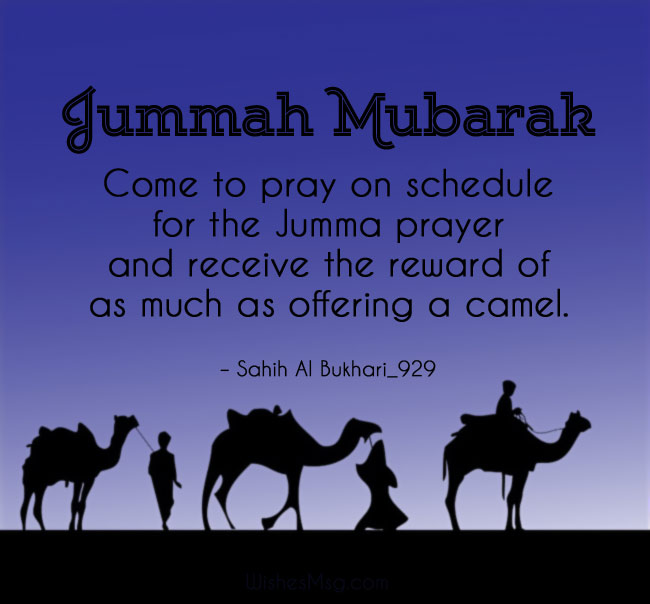 Jummah Mubarak
Come to pray on schedule
for the Jumma prayer
and receive the reward of
as much as offering a camel.
– Sahih Al Bukhari_929
WishesMsg.com